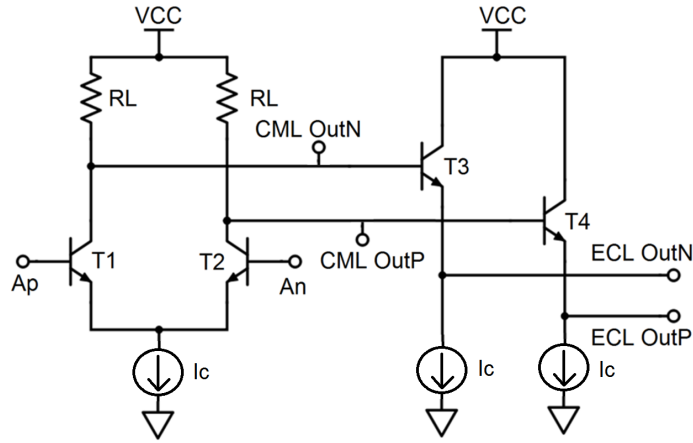 VCC
VCC
RL
RL
CML OutN
T3
T4
T1
T2
Ap
An
CML OutP
ECL OutN
ECL OutP
Ic
Ic
Ic